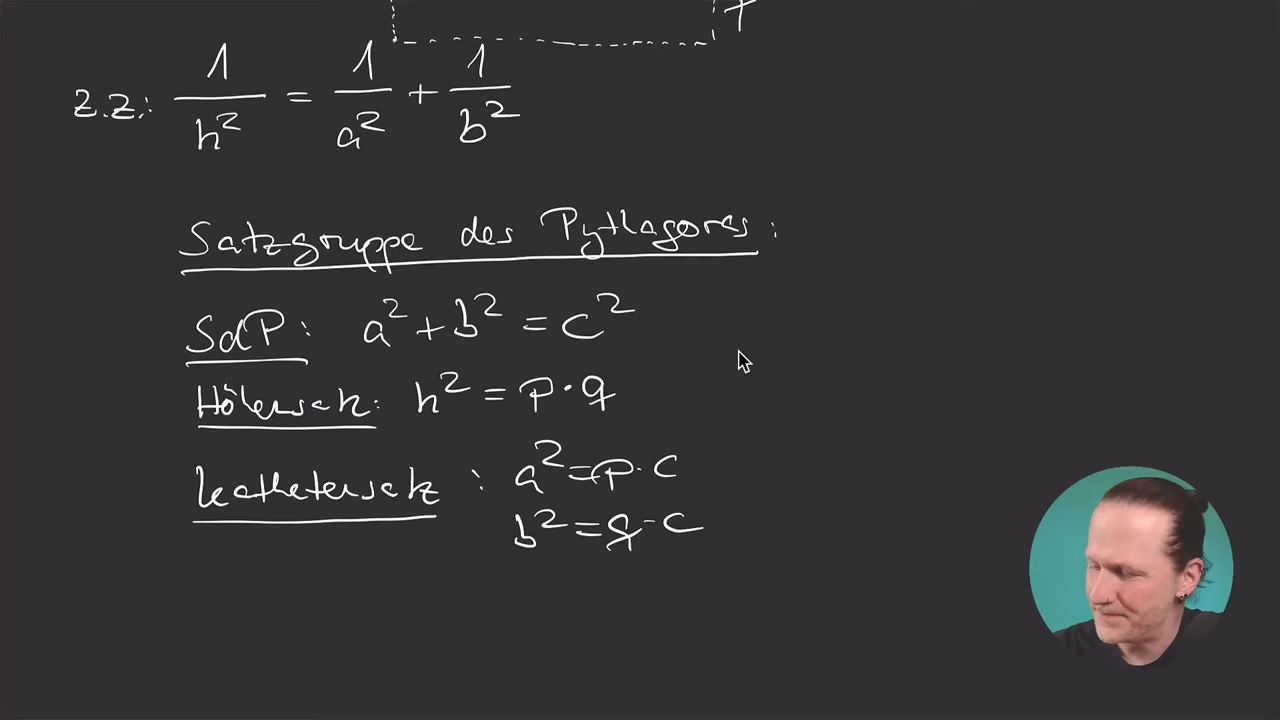 z.z.: 1/h² = 1/a² + 1/b²
Satzgruppe des Pythagoras:
SdP: a² + b² = c²
Höhensatz: h² = p · q
Kathetensatz: a² = p · c
b² = q · c